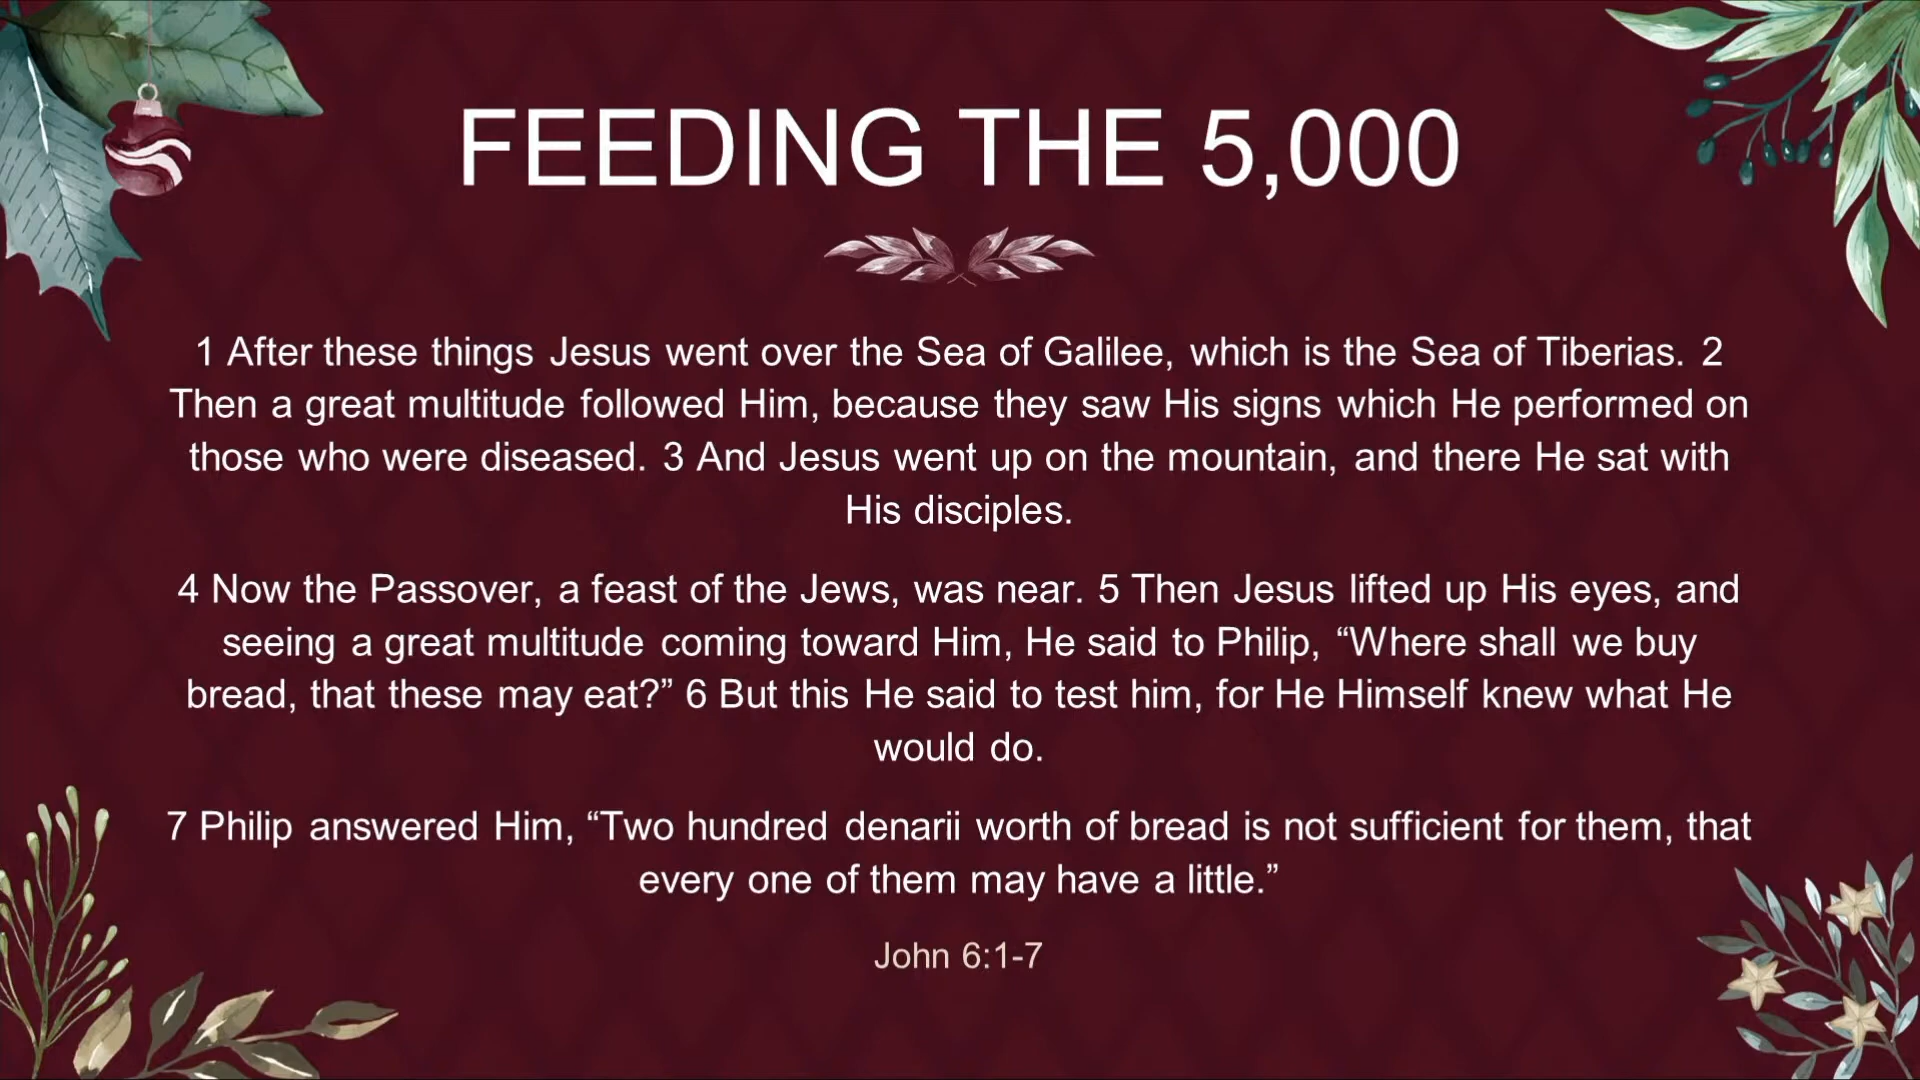 FEEDING THE 5,000
1 After these things Jesus went over the Sea of Galilee, which is the Sea of Tiberias. 2
Then a great multitude followed Him, because they saw His signs which He performed on
those who were diseased. 3 And Jesus went up on the mountain, and there He sat with
His disciples.
4 Now the Passover, a feast of the Jews, was near. 5 Then Jesus lifted up His eyes, and
seeing a great multitude coming toward Him, He said to Philip, “Where shall we buy
bread, that these may eat?” 6 But this He said to test him, for He Himself knew what He
would do.
7 Philip answered Him, “Two hundred denarii worth of bread is not sufficient for them, that
every one of them may have a little.”
John 6:1-7